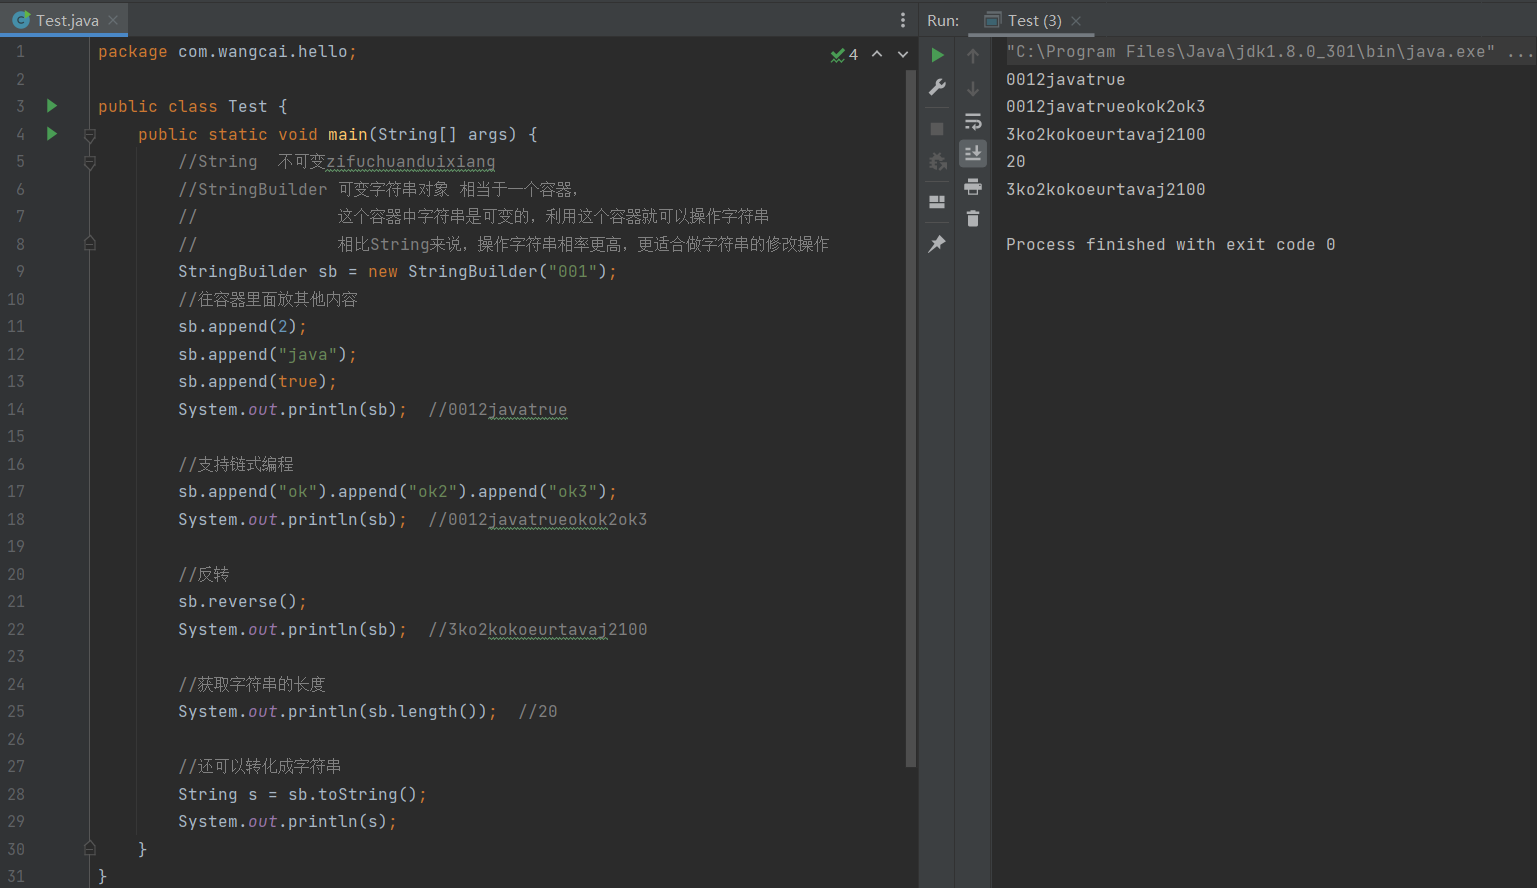 Test.java
1 package com.wangcai.hello;
4
2
3 public class Test {
4     public static void main(String[] args) {
5         //String  不可变zifuchuanduixiang
6         //StringBuilder 可变字符串对象 相当于一个容器,
7         //              这个容器中字符串是可变的, 利用这个容器就可以操作字符串
8         //              相比String来说, 操作字符串相率更高, 更适合做字符串的修改操作
9         StringBuilder sb = new StringBuilder("001");
10         //往容器里面放其他内容
11         sb.append(2);
12         sb.append("java");
13         sb.append(true);
14         System.out.println(sb);  //0012javatrue
15
16         //支持链式编程
17         sb.append("ok").append("ok2").append("ok3");
18         System.out.println(sb);  //0012javatrueokok2ok3
19
20         //反转
21         sb.reverse();
22         System.out.println(sb);  //3ko2kokoeurtavaj2100
23
24         //获取字符串的长度
25         System.out.println(sb.length());  //20
26
27         //还可以转化成字符串
28         String s = sb.toString();
29         System.out.println(s);
30     }
31 }
Run: Test (3)
"C:\Program Files\Java\jdk1.8.0_301\bin\java.exe" ...
0012javatrue
0012javatrueokok2ok3
3ko2kokoeurtavaj2100
20
3ko2kokoeurtavaj2100
Process finished with exit code 0